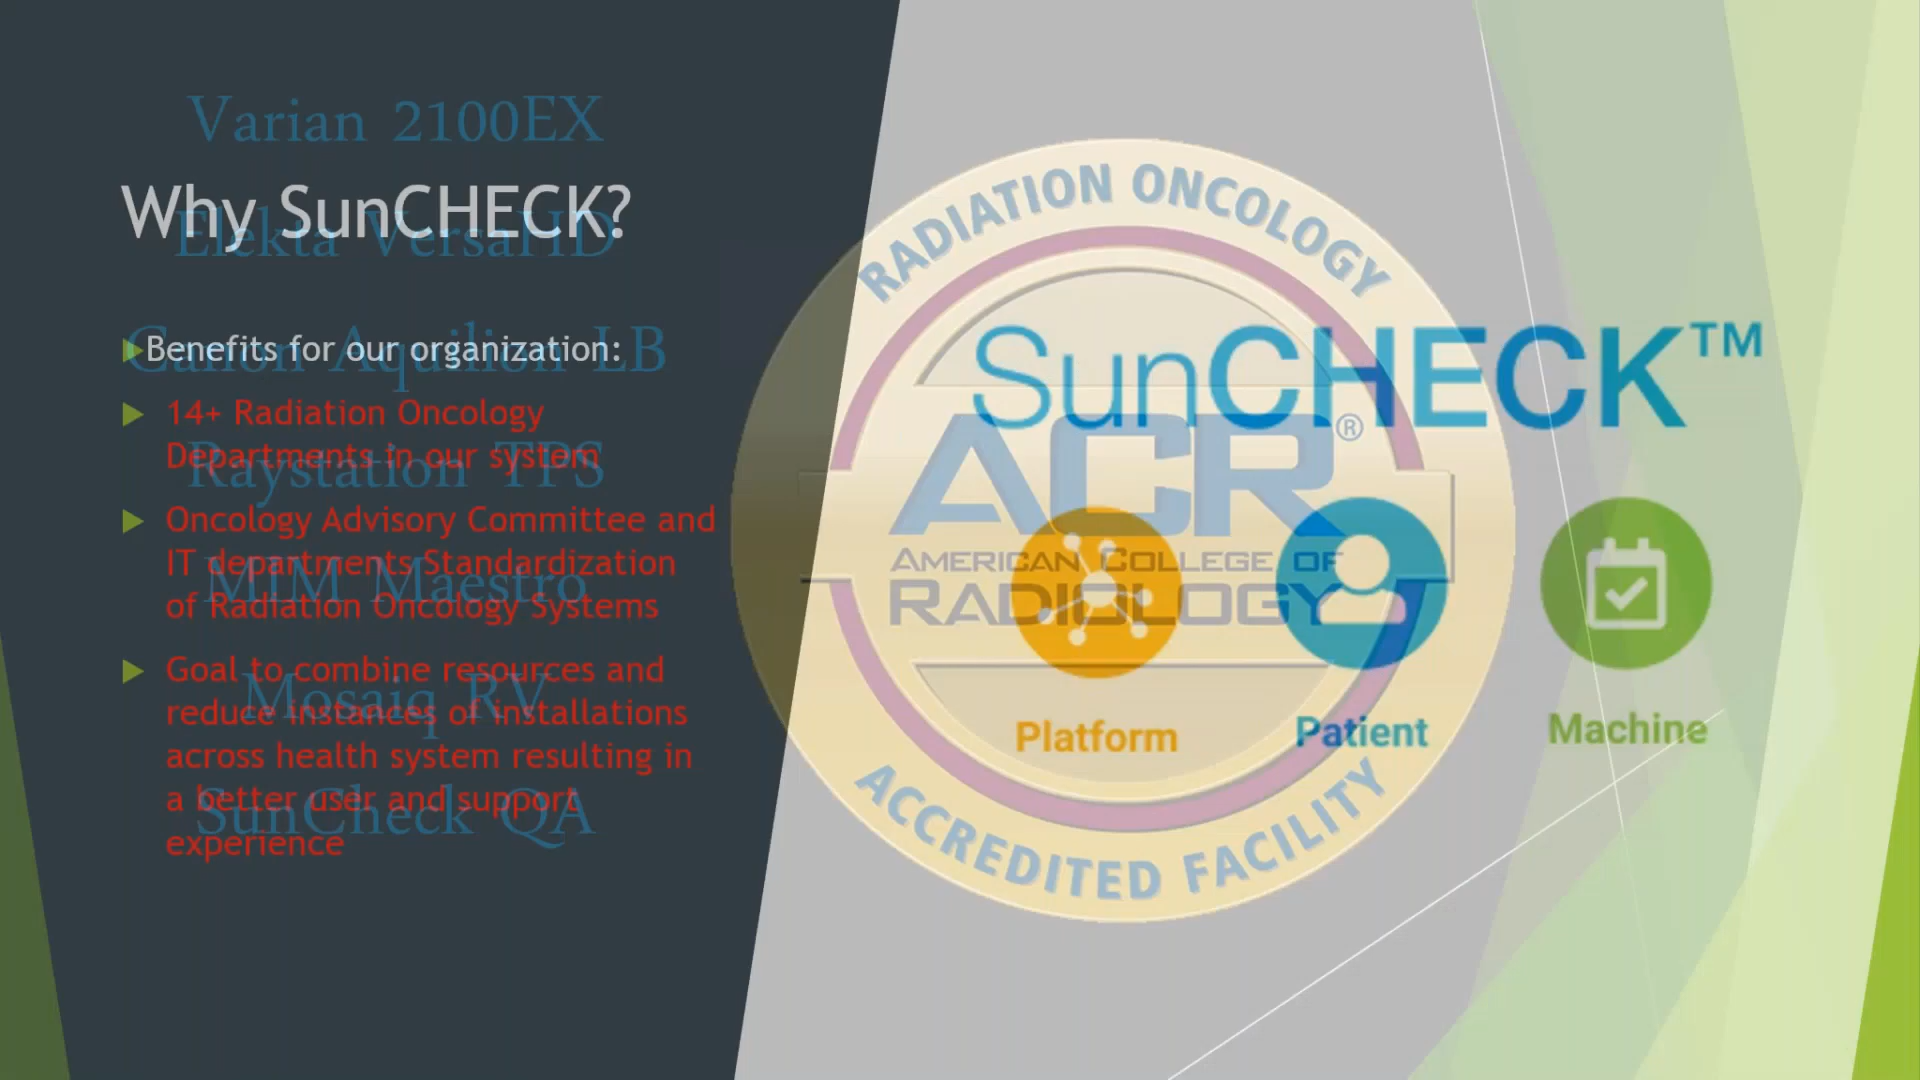 Varian 2100EX
Why SunCHECK?
Elekta VersaHD
Canon Aquilion LB
Benefits for our organization:
14+ Radiation Oncology
Departments in our system
Raystation TPS
Oncology Advisory Committee and
IT departments Standardization
of Radiation Oncology Systems
MIM Maestro
Goal to combine resources and
reduce instances of installations
across health system resulting in
a better user and support
experience
Mosaiq RV
SunCheck QA
RADIATION ONCOLOGY
SunCHECK™
ACR®
AMERICAN COLLEGE OF
RADIOLOGY
Platform
Patient
Machine
ACCREDITED FACILITY